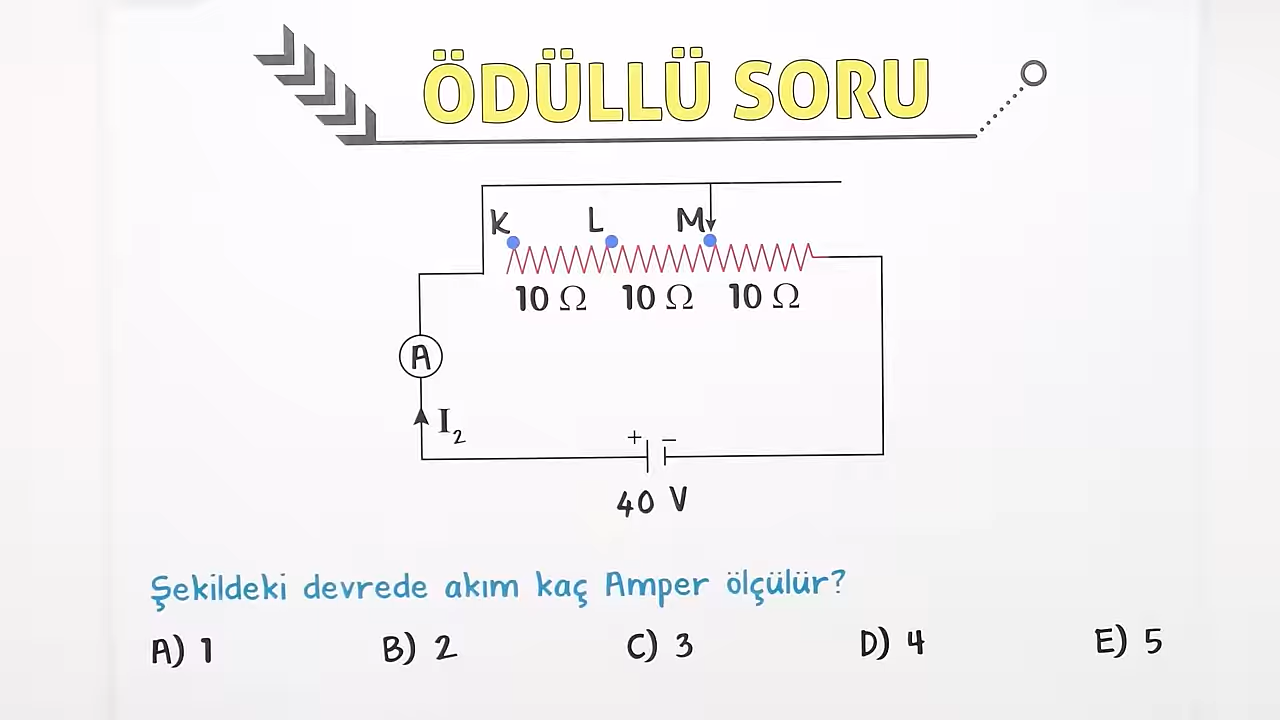 ÖDÜLLÜ SORU
K L M
10 Ω 10 Ω 10 Ω
A
I₂
+ −
40 V
Şekildeki devrede akım kaç Amper ölçülür?
A) 1 B) 2 C) 3 D) 4 E) 5